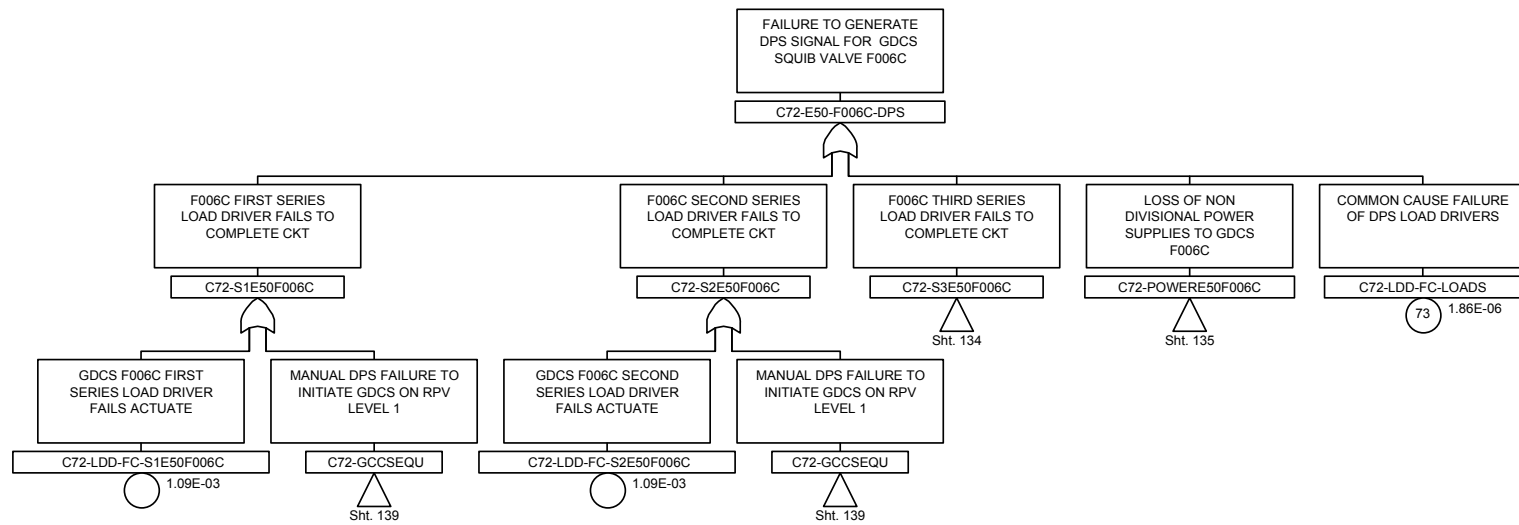 FAILURE TO GENERATE
DPS SIGNAL FOR GDCS
SQUIB VALVE F006C
C72-E50-F006C-DPS
F006C FIRST SERIES
LOAD DRIVER FAILS TO
COMPLETE CKT
C72-S1E50F006C
F006C SECOND SERIES
LOAD DRIVER FAILS TO
COMPLETE CKT
C72-S2E50F006C
F006C THIRD SERIES
LOAD DRIVER FAILS TO
COMPLETE CKT
C72-S3E50F006C
Sht. 134
LOSS OF NON
DIVISIONAL POWER
SUPPLIES TO GDCS
F006C
C72-POWERE50F006C
Sht. 135
COMMON CAUSE FAILURE
OF DPS LOAD DRIVERS
C72-LDD-FC-LOADS
73 1.86E-06
GDCS F006C FIRST
SERIES LOAD DRIVER
FAILS ACTUATE
C72-LDD-FC-S1E50F006C
1.09E-03
MANUAL DPS FAILURE TO
INITIATE GDCS ON RPV
LEVEL 1
C72-GCCSEQU
Sht. 139
GDCS F006C SECOND
SERIES LOAD DRIVER
FAILS ACTUATE
C72-LDD-FC-S2E50F006C
1.09E-03
MANUAL DPS FAILURE TO
INITIATE GDCS ON RPV
LEVEL 1
C72-GCCSEQU
Sht. 139